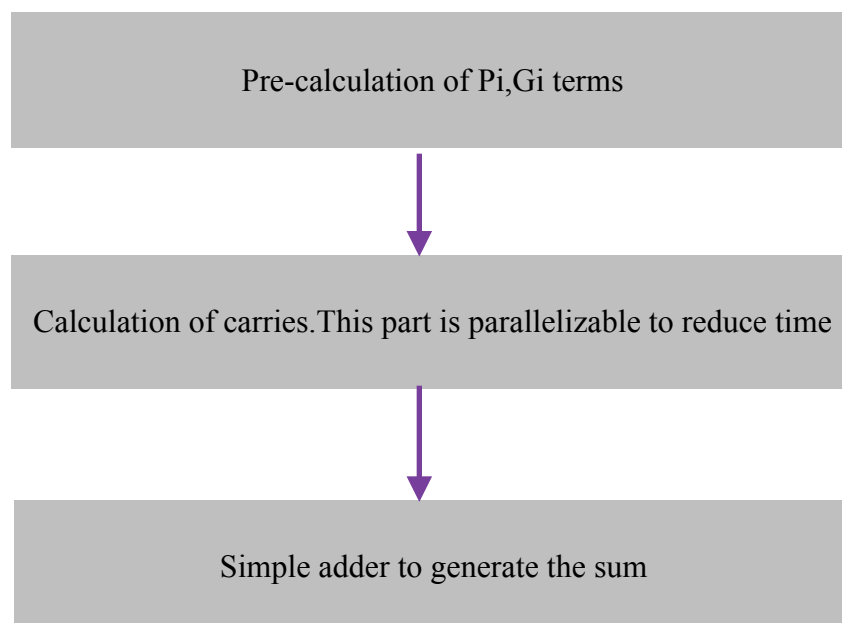 Pre-calculation of Pi,Gi terms
Calculation of carries.This part is parallelizable to reduce time
Simple adder to generate the sum